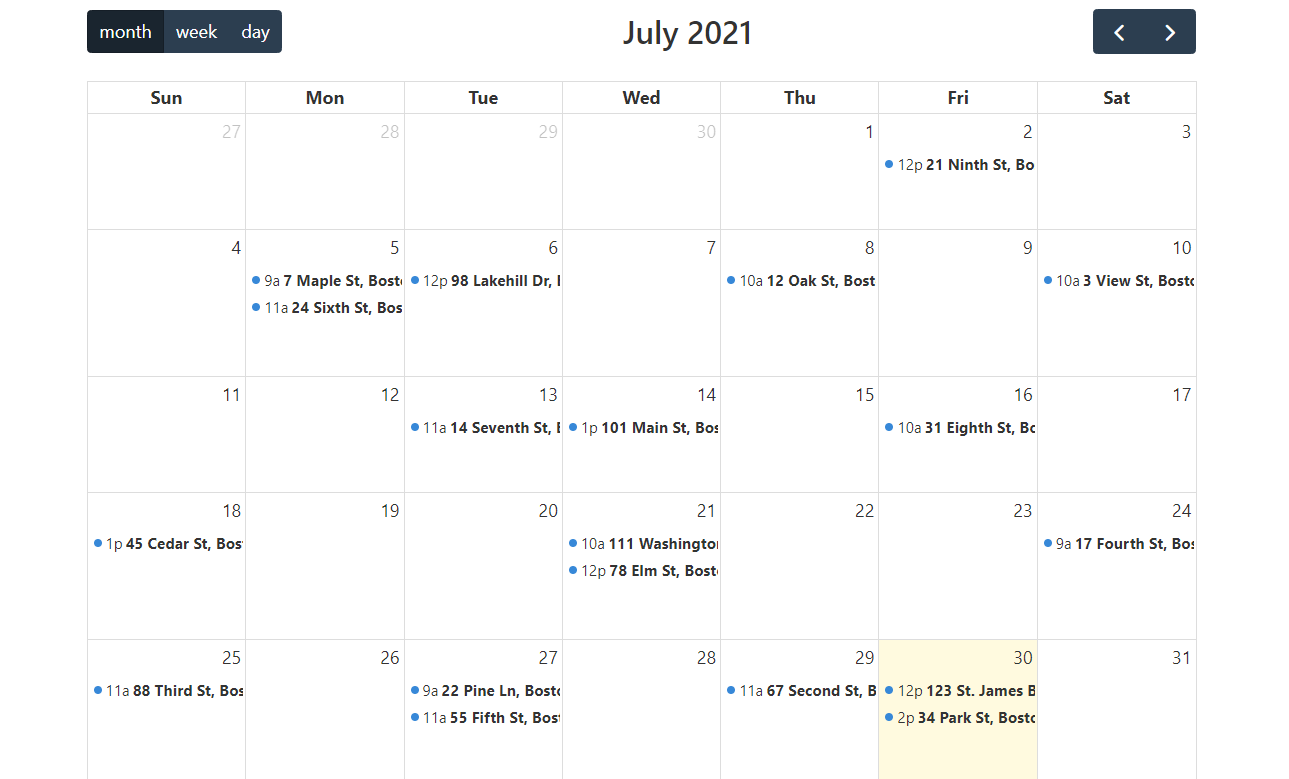 month week day July 2021
Sun Mon Tue Wed Thu Fri Sat
27 28 29 30 1 2 3
12p 21 Ninth St, Bo
4 5 6 7 8 9 10
9a 7 Maple St, Bost 12p 98 Lakehill Dr, 10a 12 Oak St, Bost 10a 3 View St, Bost
11a 24 Sixth St, Bos
11 12 13 14 15 16 17
11a 14 Seventh St, 1p 101 Main St, Bos 10a 31 Eighth St, Bo
18 19 20 21 22 23 24
1p 45 Cedar St, Bos 10a 111 Washington 9a 17 Fourth St, Bos
12p 78 Elm St, Bost
25 26 27 28 29 30 31
11a 88 Third St, Bos 9a 22 Pine Ln, Bost 11a 67 Second St, B 12p 123 St. James B
11a 55 Fifth St, Bos 2p 34 Park St, Bost